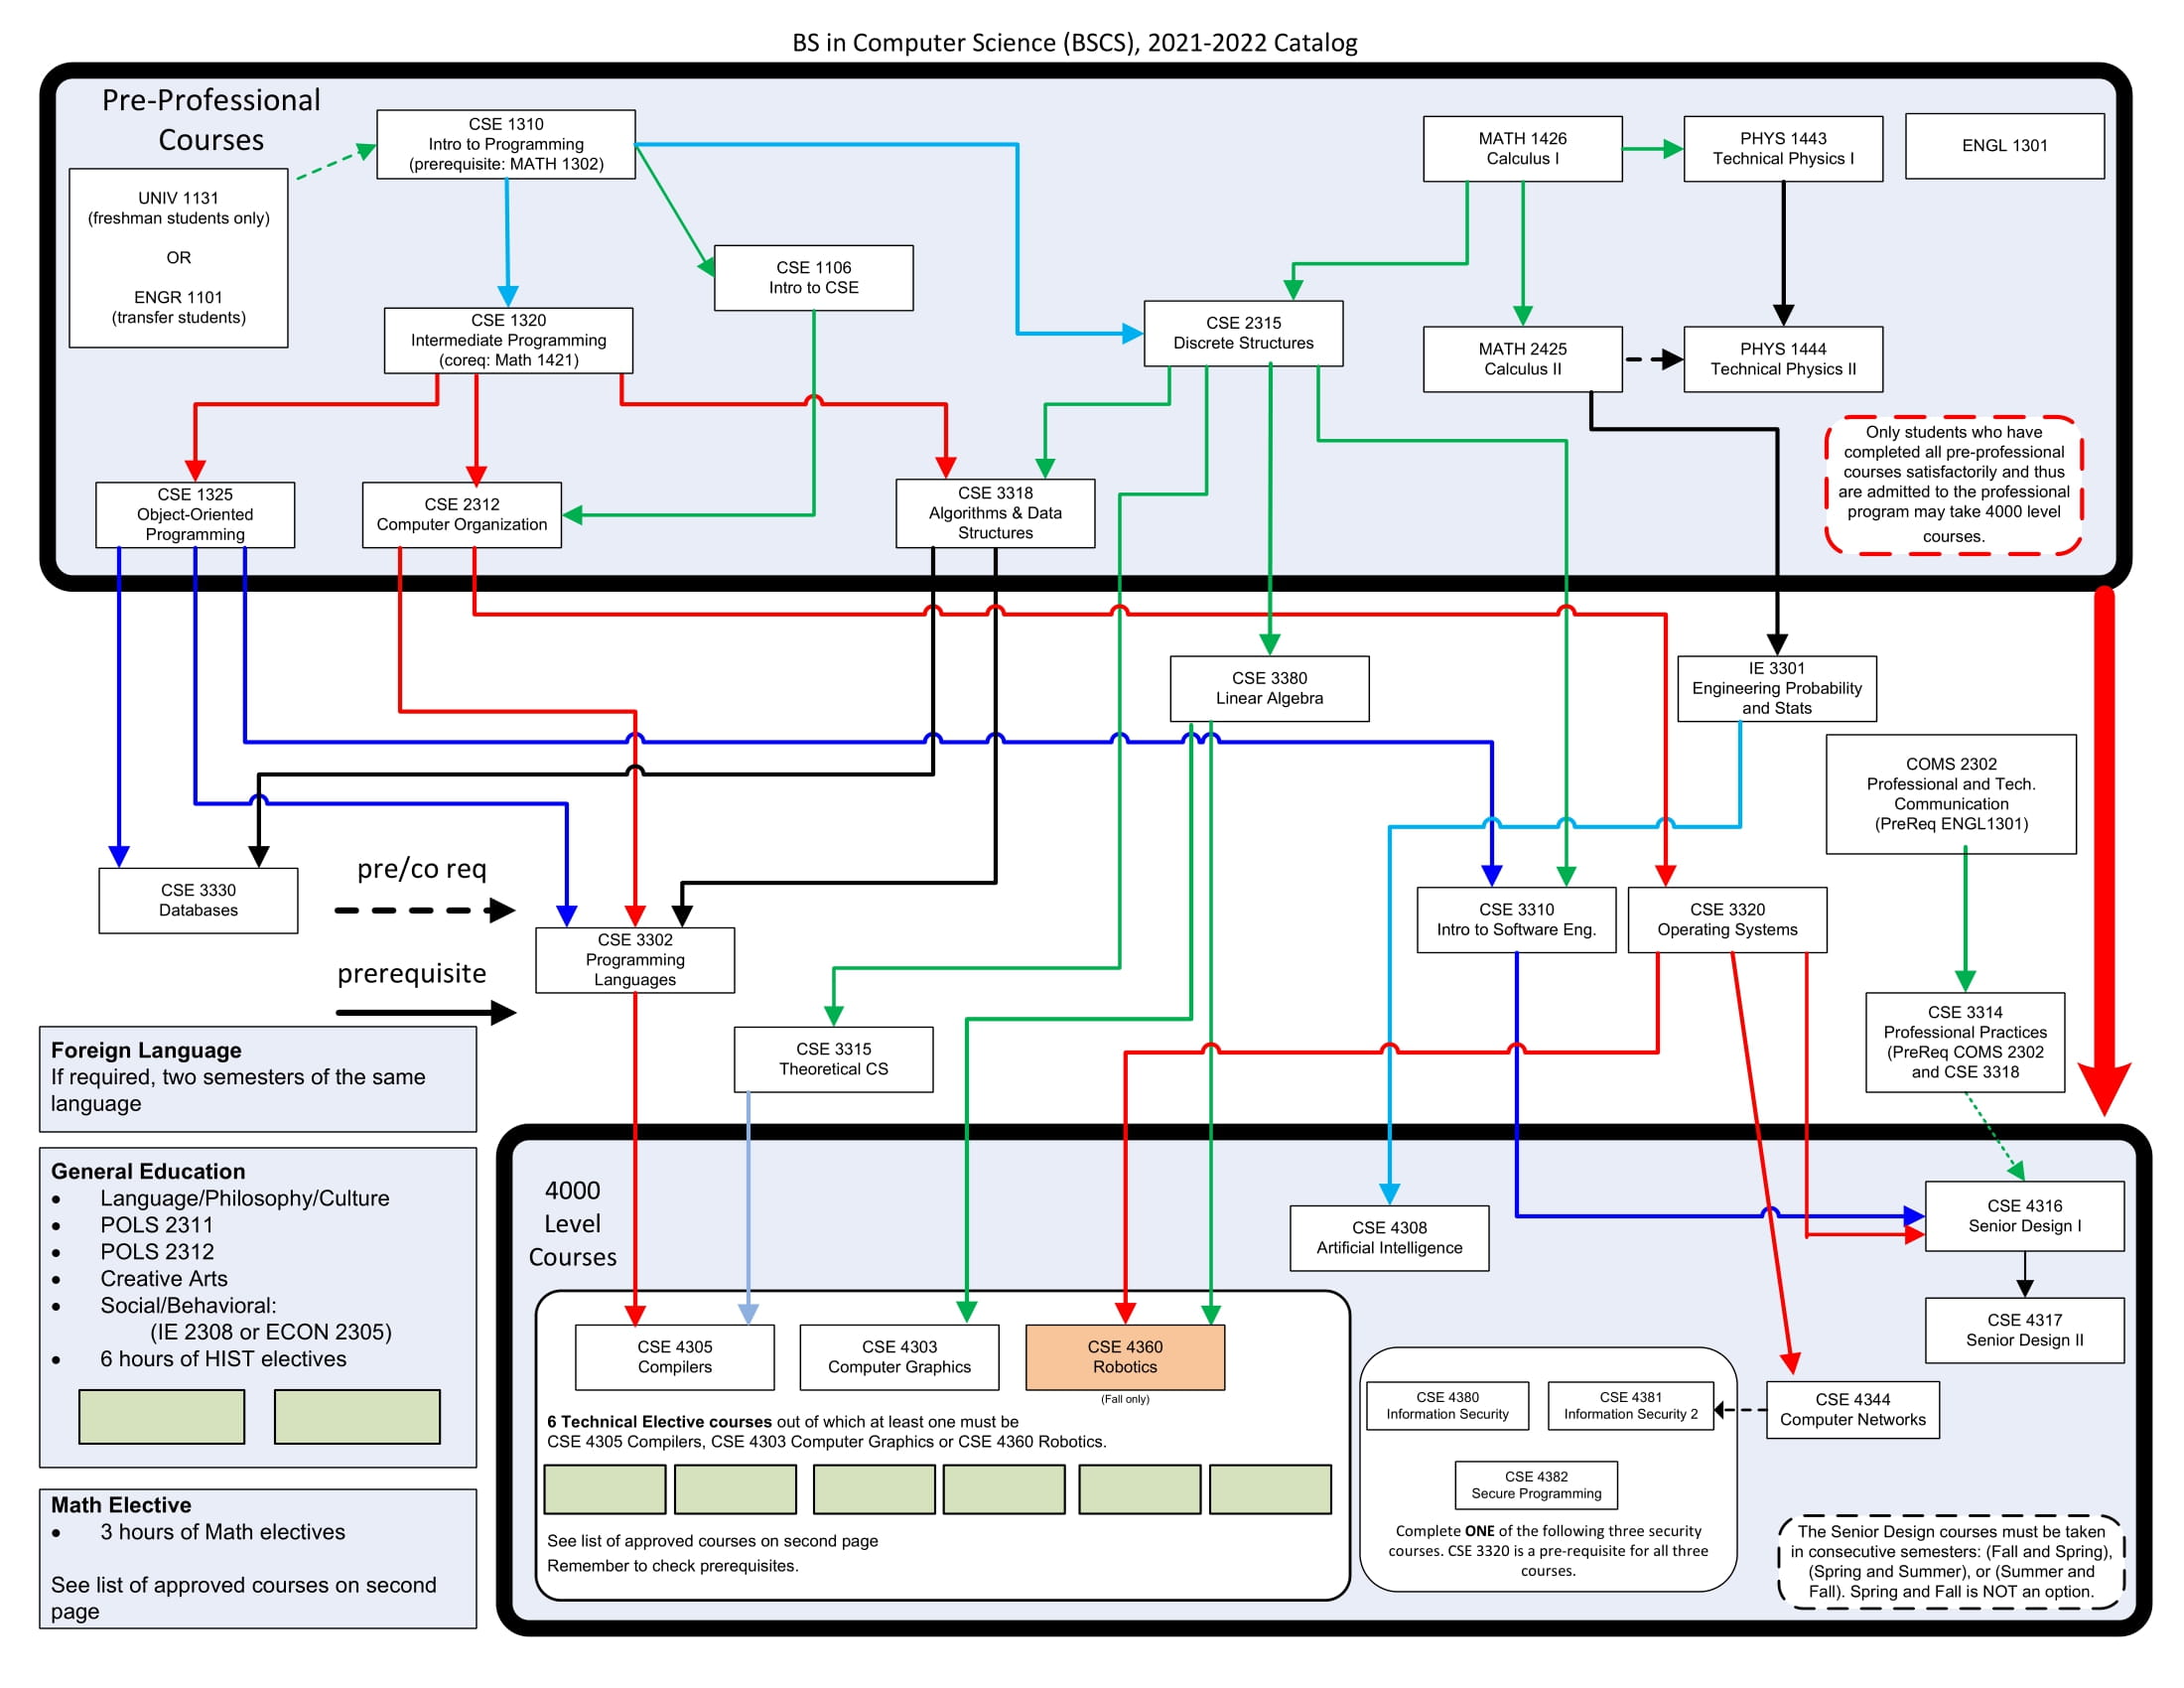 BS in Computer Science (BSCS), 2021-2022 Catalog
Pre-Professional
Courses
UNIV 1131
(freshman students only)
OR
ENGR 1101
(transfer students)
CSE 1310
Intro to Programming
(prerequisite: MATH 1302)
MATH 1426
Calculus I
PHYS 1443
Technical Physics I
ENGL 1301
CSE 1106
Intro to CSE
CSE 1320
Intermediate Programming
(coreq: Math 1421)
CSE 2315
Discrete Structures
MATH 2425
Calculus II
PHYS 1444
Technical Physics II
Only students who have
completed all pre-professional
courses satisfactorily and thus
are admitted to the professional
program may take 4000 level
courses.
CSE 1325
Object-Oriented
Programming
CSE 2312
Computer Organization
CSE 3318
Algorithms & Data
Structures
CSE 3380
Linear Algebra
IE 3301
Engineering Probability
and Stats
COMS 2302
Professional and Tech.
Communication
(PreReq ENGL1301)
CSE 3330
Databases
pre/co req
prerequisite
CSE 3302
Programming
Languages
CSE 3310
Intro to Software Eng.
CSE 3320
Operating Systems
CSE 3314
Professional Practices
(PreReq COMS 2302
and CSE 3318
CSE 3315
Theoretical CS
Foreign Language
If required, two semesters of the same
language
General Education
• Language/Philosophy/Culture
• POLS 2311
• POLS 2312
• Creative Arts
• Social/Behavioral:
(IE 2308 or ECON 2305)
• 6 hours of HIST electives
Math Elective
• 3 hours of Math electives
See list of approved courses on second
page
4000
Level
Courses
CSE 4308
Artificial Intelligence
CSE 4316
Senior Design I
CSE 4317
Senior Design II
CSE 4305
Compilers
CSE 4303
Computer Graphics
CSE 4360
Robotics
(Fall only)
6 Technical Elective courses out of which at least one must be
CSE 4305 Compilers, CSE 4303 Computer Graphics or CSE 4360 Robotics.
See list of approved courses on second page
Remember to check prerequisites.
CSE 4380
Information Security
CSE 4381
Information Security 2
CSE 4344
Computer Networks
CSE 4382
Secure Programming
Complete ONE of the following three security
courses. CSE 3320 is a pre-requisite for all three
courses.
The Senior Design courses must be taken
in consecutive semesters: (Fall and Spring),
(Spring and Summer), or (Summer and
Fall). Spring and Fall is NOT an option.